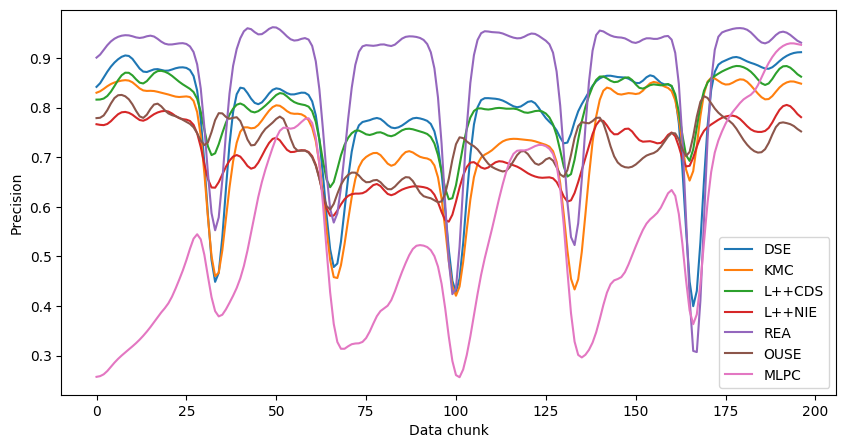 Precision
0.9
0.8
0.7
0.6
0.5
0.4
0.3
0
25
50
75
100
125
150
175
200
Data chunk
DSE
KMC
L++CDS
L++NIE
REA
OUSE
MLPC